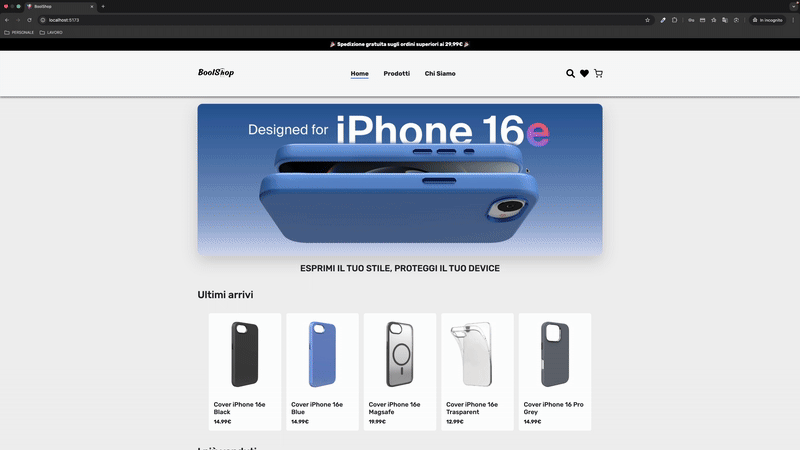 BoolShop
localhost:5173
In incognito
PERSONALE
LAVORO
🎉 Spedizione gratuita sugli ordini superiori ai 29,99€ 🎉
BoolShop
Home
Prodotti
Chi Siamo
Designed for iPhone 16e
ESPRIMI IL TUO STILE, PROTEGGI IL TUO DEVICE
Ultimi arrivi
Cover iPhone 16e
Black
14.99€
Cover iPhone 16e
Blue
14.99€
Cover iPhone 16e
Magsafe
19.99€
Cover iPhone 16e
Trasparent
12.99€
Cover iPhone 16 Pro
Grey
14.99€
I più venduti